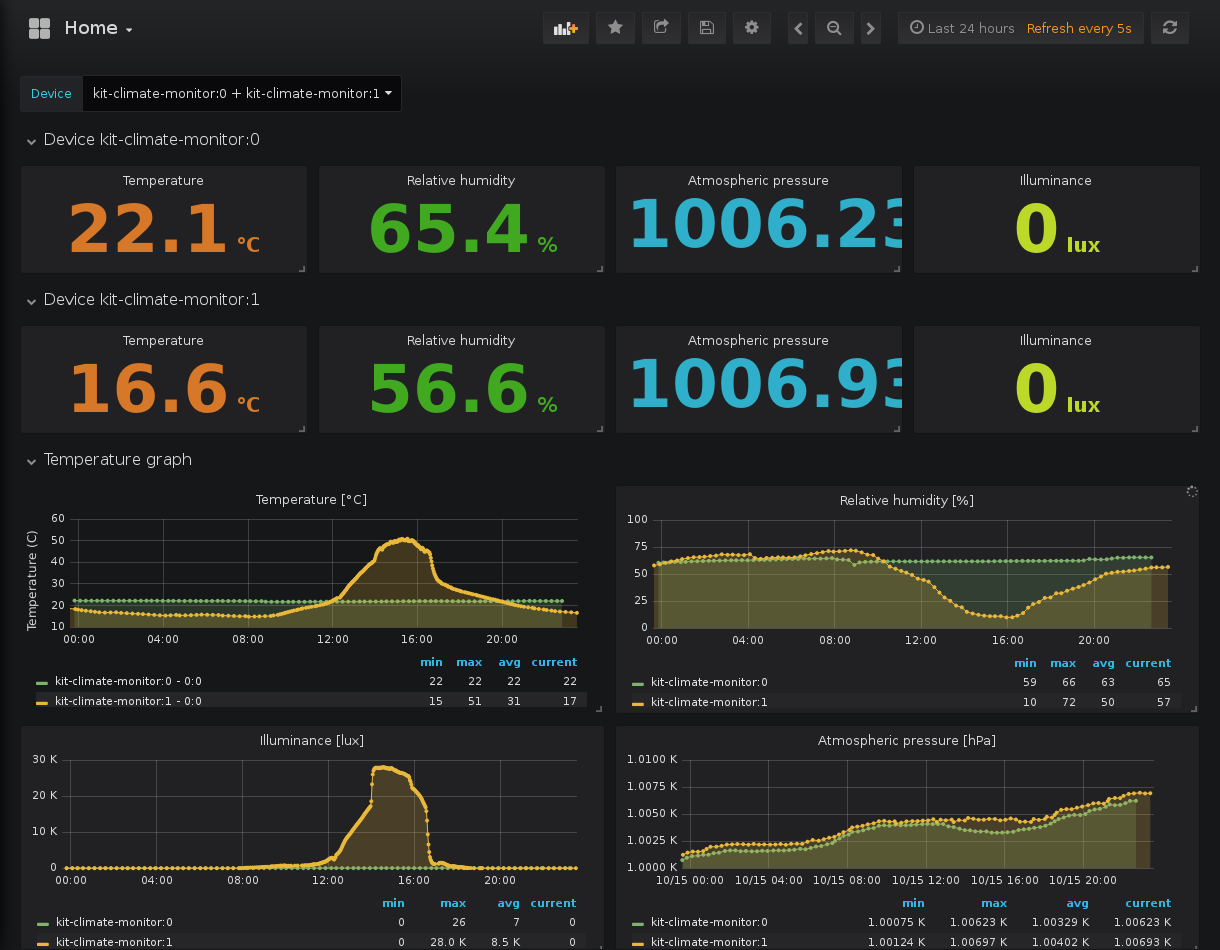 Home
Last 24 hours Refresh every 5s
Device kit-climate-monitor:0 + kit-climate-monitor:1
Device kit-climate-monitor:0
Temperature Relative humidity Atmospheric pressure Illuminance
22.1 °C 65.4 % 1006.23 0 lux
Device kit-climate-monitor:1
Temperature Relative humidity Atmospheric pressure Illuminance
16.6 °C 56.6 % 1006.93 0 lux
Temperature graph
Temperature [°C]
Temperature (C)
60
50
40
30
20
10
00:00 04:00 08:00 12:00 16:00 20:00
min max avg current
kit-climate-monitor:0 - 0:0 22 22 22 22
kit-climate-monitor:1 - 0:0 15 51 31 17
Relative humidity [%]
100
75
50
25
0
00:00 04:00 08:00 12:00 16:00 20:00
min max avg current
kit-climate-monitor:0 59 66 63 65
kit-climate-monitor:1 10 72 50 57
Illuminance [lux]
30 K
20 K
10 K
0
00:00 04:00 08:00 12:00 16:00 20:00
min max avg current
kit-climate-monitor:0 0 26 7 0
kit-climate-monitor:1 0 28.0 K 8.5 K 0
Atmospheric pressure [hPa]
1.0100 K
1.0075 K
1.0050 K
1.0025 K
1.0000 K
10/15 00:00 10/15 04:00 10/15 08:00 10/15 12:00 10/15 16:00 10/15 20:00
min max avg current
kit-climate-monitor:0 1.00075 K 1.00623 K 1.00329 K 1.00623 K
kit-climate-monitor:1 1.00124 K 1.00697 K 1.00402 K 1.00693 K